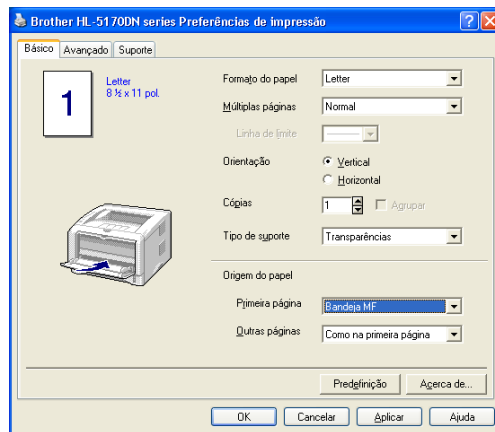 Brother HL-5170DN series Preferências de impressão
Básico Avançado Suporte
1
Letter
8 ½ x 11 pol.
Formato do papel Letter
Múltiplas páginas Normal
Linha de limite
Orientação Vertical
Horizontal
Cópias 1 Agrupar
Tipo de suporte Transparências
Origem do papel
Primeira página Bandeja MF
Outras páginas Como na primeira página
Predefinição Acerca de...
OK Cancelar Aplicar Ajuda